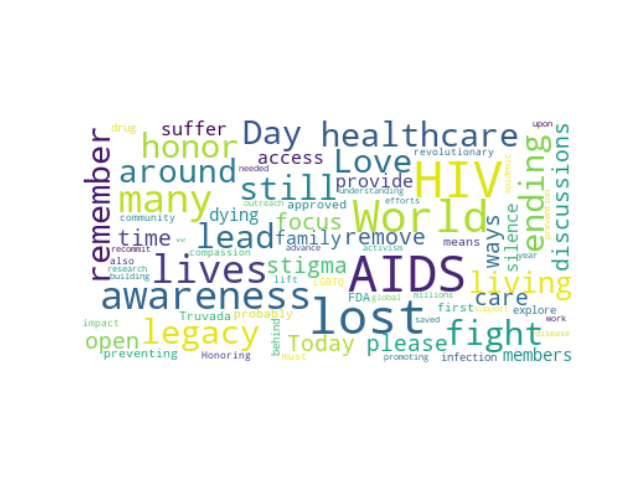 drug
suffer
Day healthcare
upon
honor
revolutionary
access
Love
around
needed
provide
HIV
epidemic
many
still
understanding
remember
outreach
approved
efforts
World
ways
silence
ending
prevention
discussions
community
dying
focus
time
lead
family
remove
means
recommit
compassion
advance
activism
also
lives
stigma
AIDS
living
year
research
building
lift
LGBTQ
awareness
FDA
global
millions
care
lost
first
support
explore
Truvada
probably
saved
work
impact
legacy
behind
fight
disease
open
Today
please
preventing
Honoring
must
promoting
infection
members